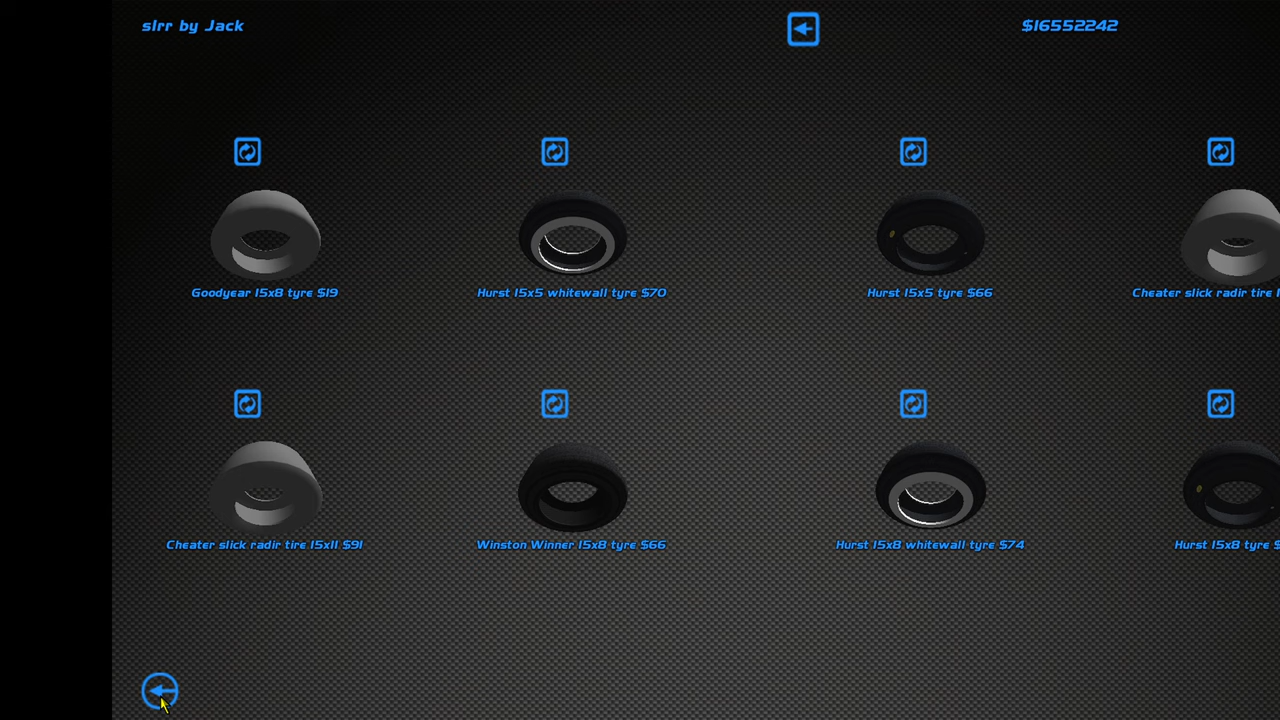 slrr by Jack
$16552242
Goodyear 15x8 tyre $19
Hurst 15x5 whitewall tyre $70
Hurst 15x5 tyre $66
Cheater slick radir tire
Cheater slick radir tire 15x11 $91
Winston Winner 15x8 tyre $66
Hurst 15x8 whitewall tyre $74
Hurst 15x8 tyre $